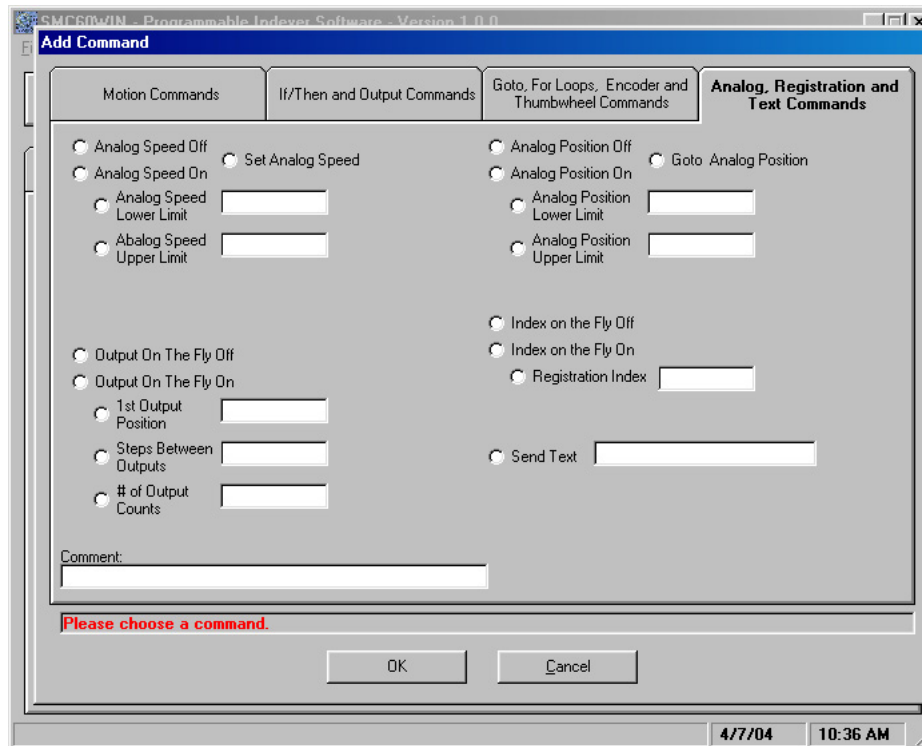 SMC60WIN - Programmable Indexer Software - Version 1.0.0
Add Command
Motion Commands
If/Then and Output Commands
Goto, For Loops, Encoder and
Thumbwheel Commands
Analog, Registration and
Text Commands
Analog Speed Off
Set Analog Speed
Analog Speed On
Analog Speed
Lower Limit
Abalog Speed
Upper Limit
Analog Position Off
Goto Analog Position
Analog Position On
Analog Position
Lower Limit
Analog Position
Upper Limit
Output On The Fly Off
Output On The Fly On
1st Output
Position
Steps Between
Outputs
# of Output
Counts
Index on the Fly Off
Index on the Fly On
Registration Index
Send Text
Comment:
Please choose a command.
OK
Cancel
4/7/04
10:36 AM